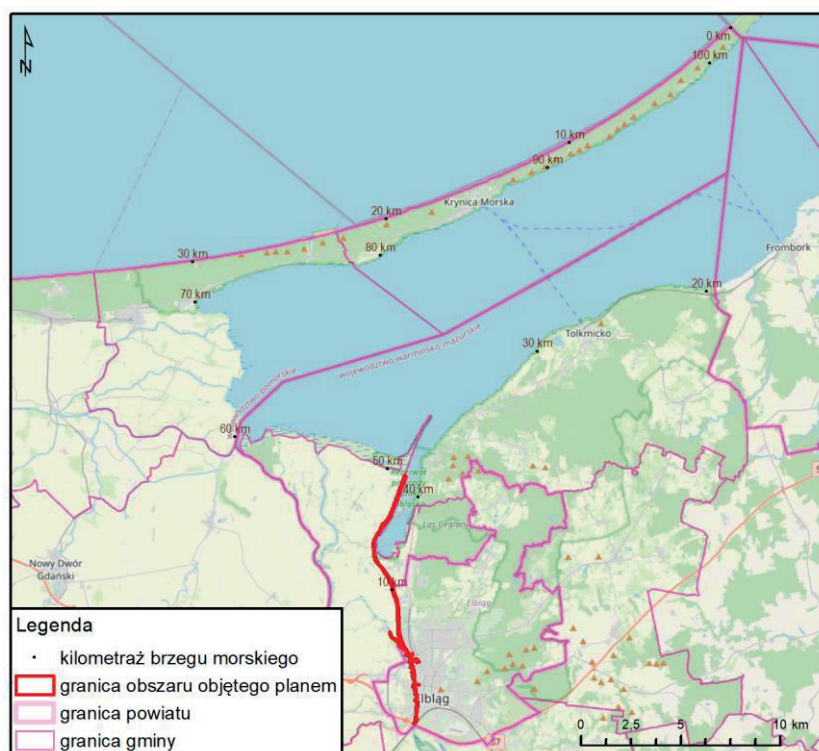 N
0 km
100 km
10 km
90 km
Krynica Morska
20 km
80 km
30 km
70 km
Frombork
20 km
Tolkmicko
30 km
województwo pomorskie
województwo warmińsko-mazurskie
60 km
50 km
40 km
Nowy Dwór
Gdański
10 km
Elbląg
Elbląg
S7
Legenda
kilometraż brzegu morskiego
granica obszaru objętego planem
granica powiatu
granica gminy
0 2,5 5 10 km